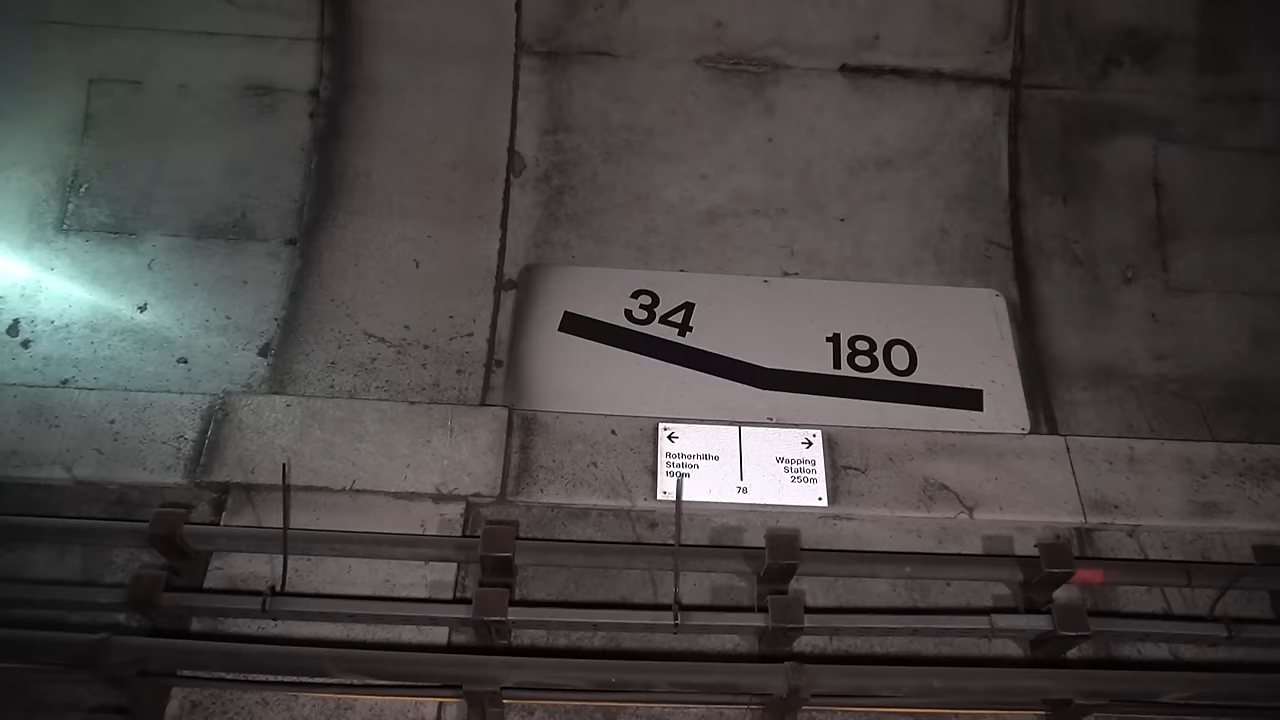 34
180
←
Rotherhithe
Station
190m
→
Wapping
Station
250m
78